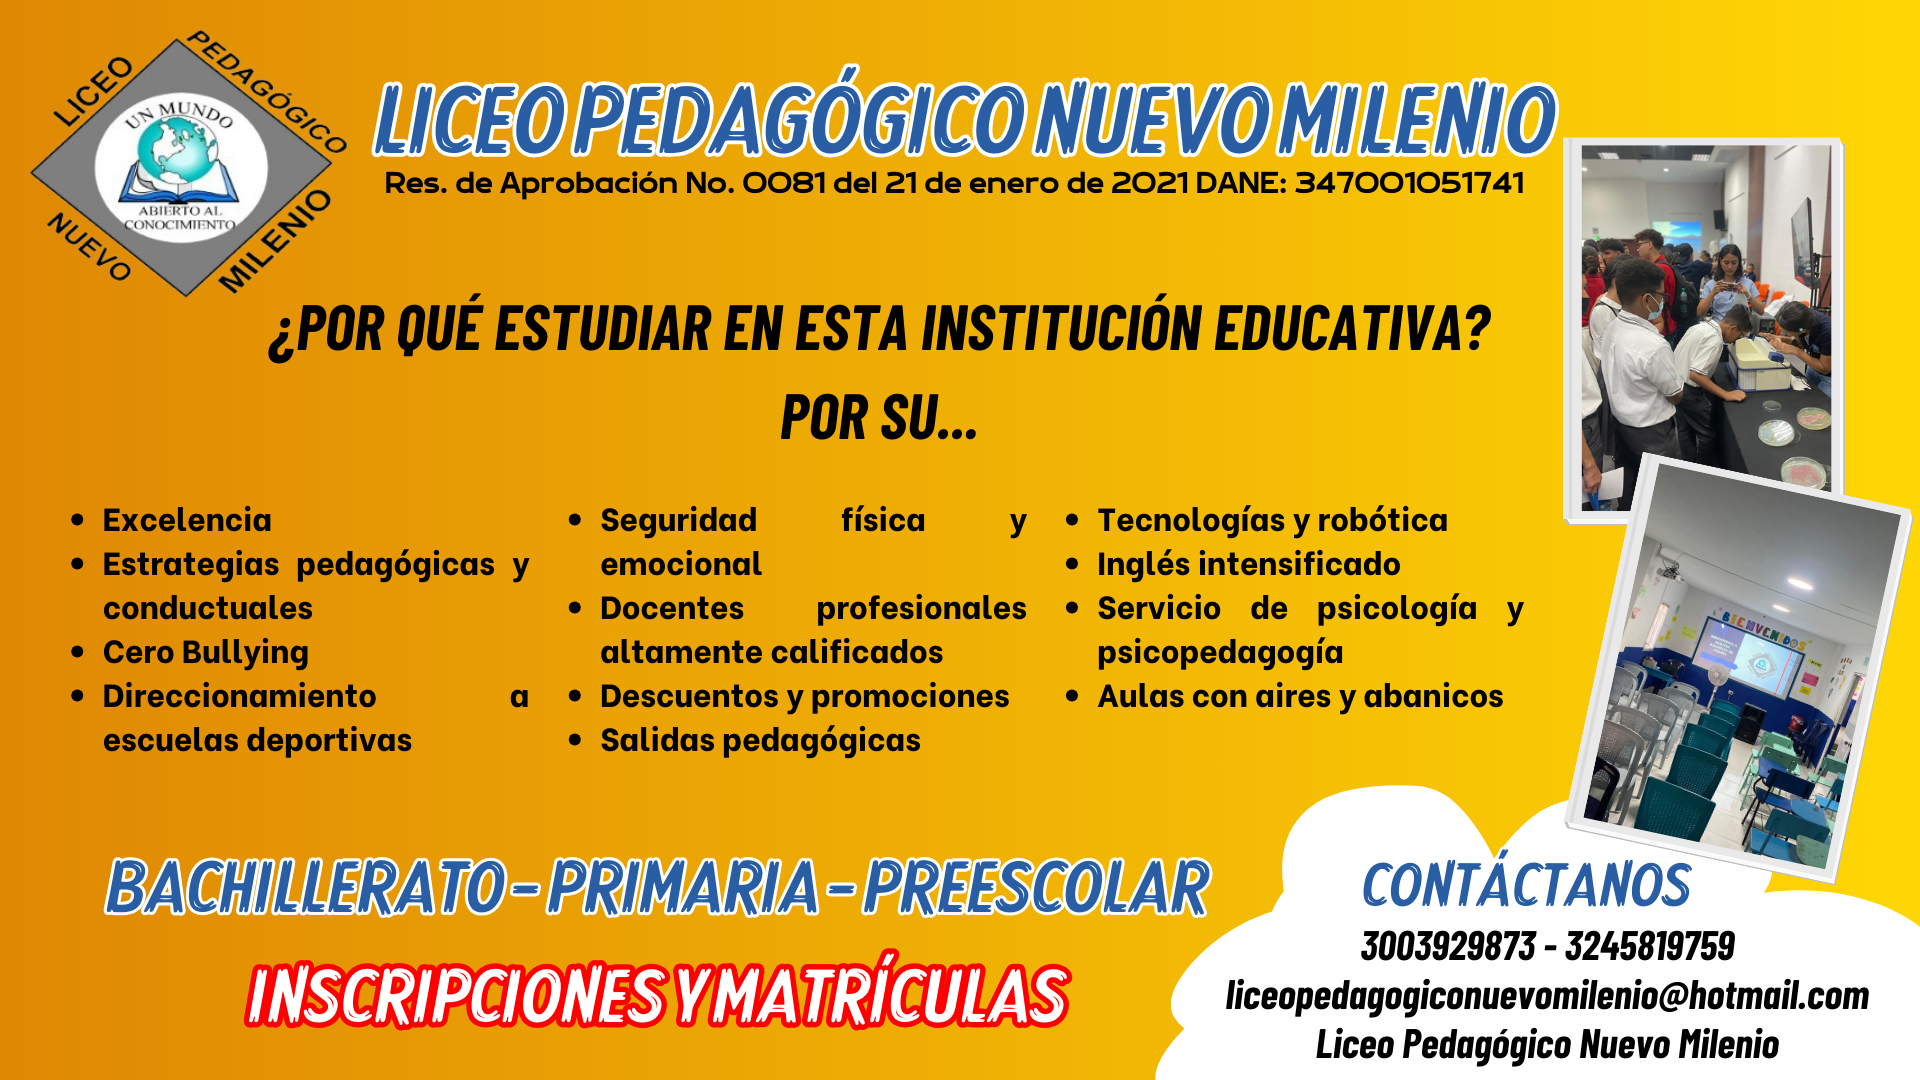 LICEO
PEDAGÓGICO
NUEVO
MILENIO
UN MUNDO
ABIERTO AL
CONOCIMIENTO
LICEO PEDAGÓGICO NUEVO MILENIO
Res. de Aprobación No. 0081 del 21 de enero de 2021 DANE: 347001051741
¿POR QUÉ ESTUDIAR EN ESTA INSTITUCIÓN EDUCATIVA?
POR SU...
• Excelencia
• Estrategias pedagógicas y
conductuales
• Cero Bullying
• Direccionamiento a
escuelas deportivas
• Seguridad física y
emocional
• Docentes profesionales
altamente calificados
• Descuentos y promociones
• Salidas pedagógicas
• Tecnologías y robótica
• Inglés intensificado
• Servicio de psicología y
psicopedagogía
• Aulas con aires y abanicos
BIENVENIDOS
BACHILLERATO - PRIMARIA - PREESCOLAR
INSCRIPCIONES Y MATRÍCULAS
CONTÁCTANOS
3003929873 - 3245819759
liceopedagogiconuevomilenio@hotmail.com
Liceo Pedagógico Nuevo Milenio